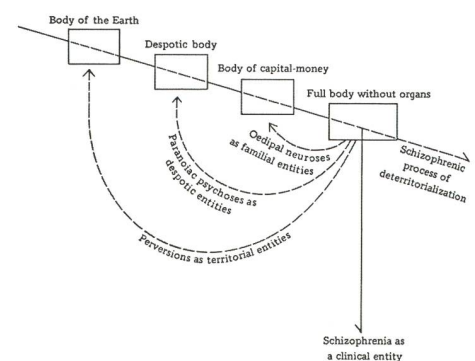 Body of the Earth
Despotic body
Body of capital-money
Full body without organs
Oedipal neuroses
as familial entities
Schizophrenic
process of
deterritorialization
Paranoiac psychoses as
despotic entities
Perversions as territorial entities
Schizophrenia as
a clinical entity